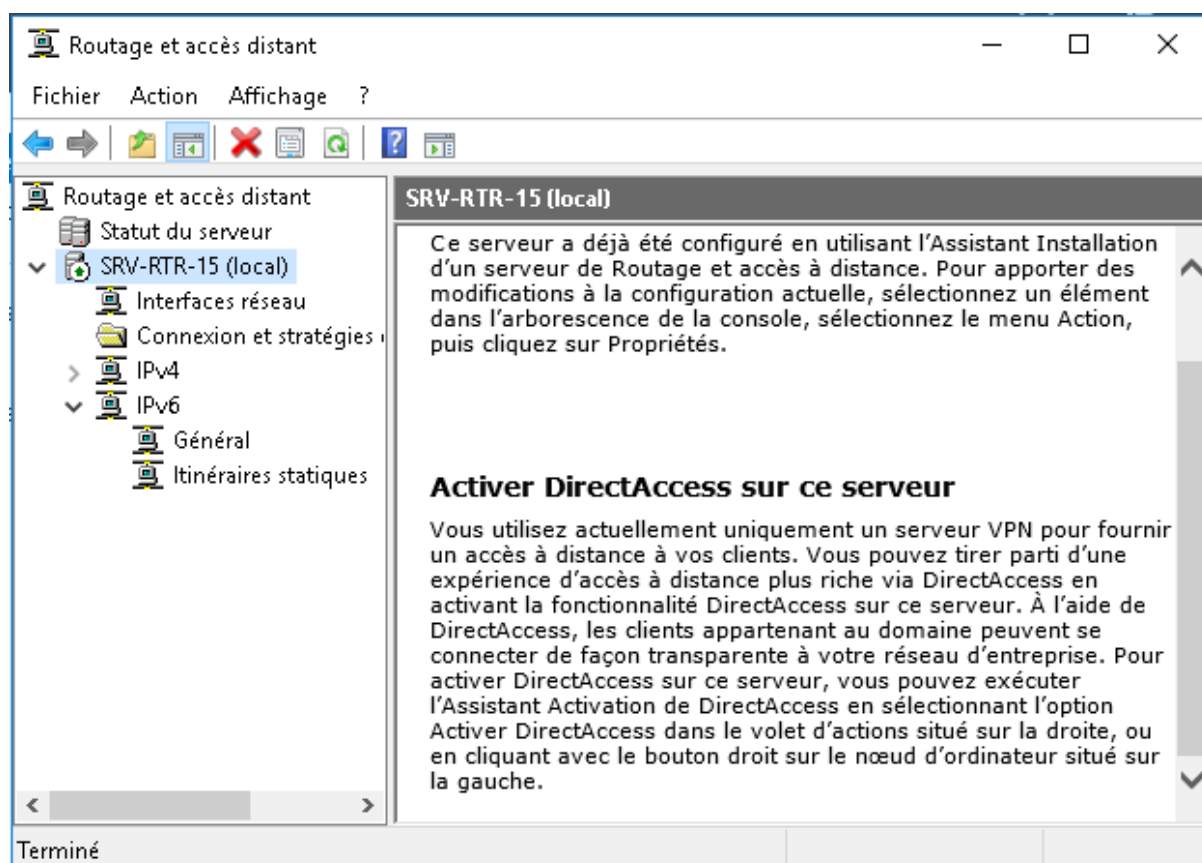 Routage et accès distant
Fichier Action Affichage ?
Routage et accès distant
Statut du serveur
SRV-RTR-15 (local)
Interfaces réseau
Connexion et stratégies
IPv4
IPv6
Général
Itinéraires statiques
SRV-RTR-15 (local)
Ce serveur a déjà été configuré en utilisant l'Assistant Installation
d'un serveur de Routage et accès à distance. Pour apporter des
modifications à la configuration actuelle, sélectionnez un élément
dans l'arborescence de la console, sélectionnez le menu Action,
puis cliquez sur Propriétés.
Activer DirectAccess sur ce serveur
Vous utilisez actuellement uniquement un serveur VPN pour fournir
un accès à distance à vos clients. Vous pouvez tirer parti d'une
expérience d'accès à distance plus riche via DirectAccess en
activant la fonctionnalité DirectAccess sur ce serveur. À l'aide de
DirectAccess, les clients appartenant au domaine peuvent se
connecter de façon transparente à votre réseau d'entreprise. Pour
activer DirectAccess sur ce serveur, vous pouvez exécuter
l'Assistant Activation de DirectAccess en sélectionnant l'option
Activer DirectAccess dans le volet d'actions situé sur la droite, ou
en cliquant avec le bouton droit sur le nœud d'ordinateur situé sur
la gauche.
Terminé